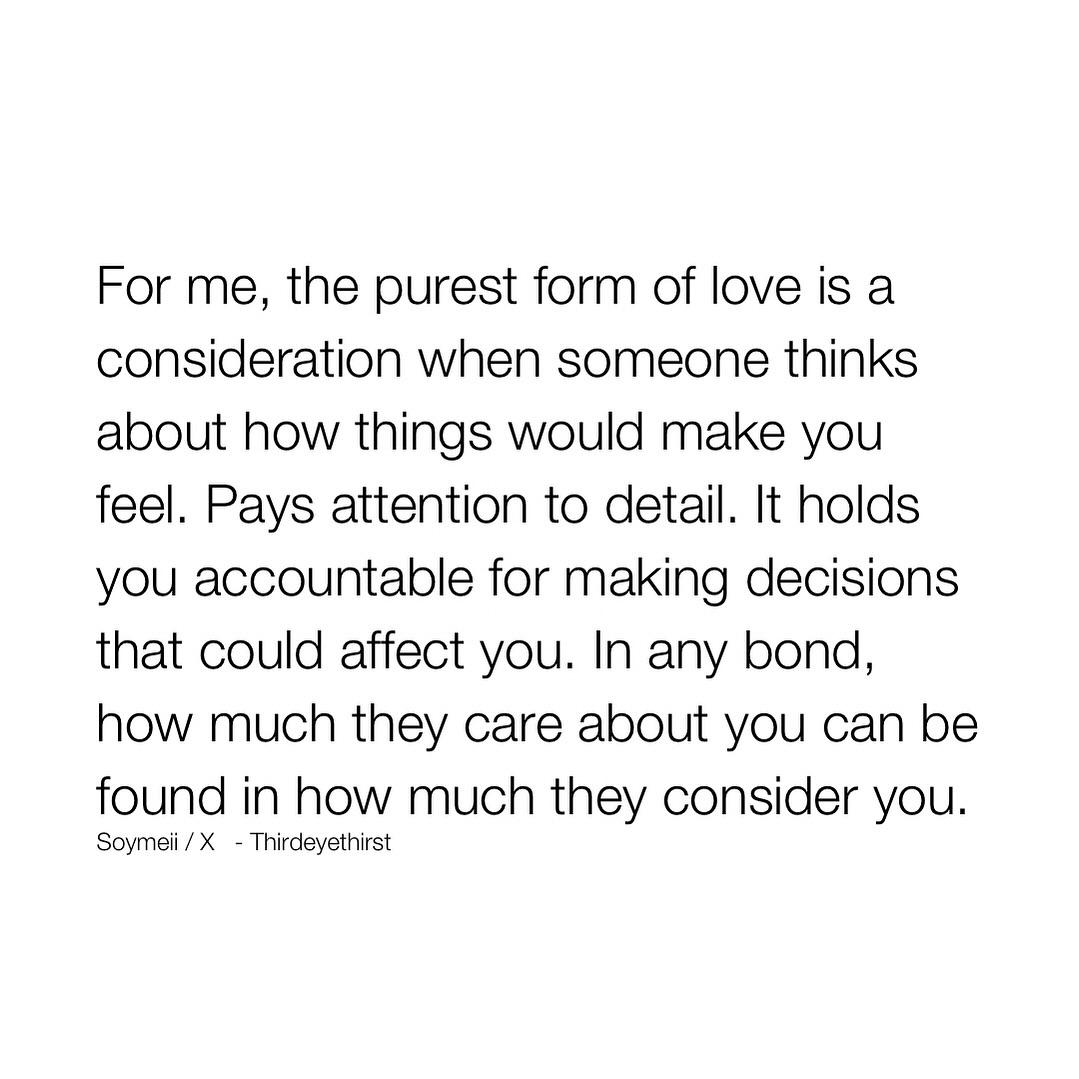 For me, the purest form of love is a
consideration when someone thinks
about how things would make you
feel. Pays attention to detail. It holds
you accountable for making decisions
that could affect you. In any bond,
how much they care about you can be
found in how much they consider you.
Soymeii / X - Thirdeyethirst